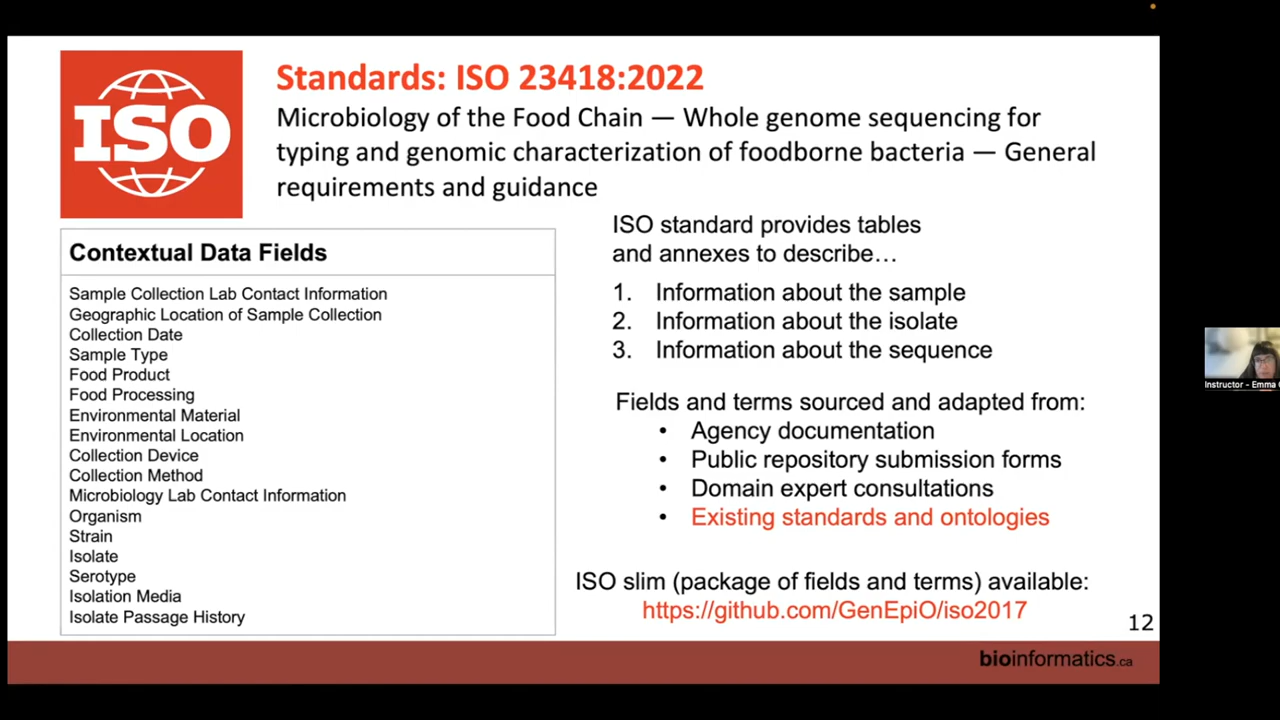 ISO
Standards: ISO 23418:2022
Microbiology of the Food Chain — Whole genome sequencing for
typing and genomic characterization of foodborne bacteria — General
requirements and guidance
Contextual Data Fields
Sample Collection Lab Contact Information
Geographic Location of Sample Collection
Collection Date
Sample Type
Food Product
Food Processing
Environmental Material
Environmental Location
Collection Device
Collection Method
Microbiology Lab Contact Information
Organism
Strain
Isolate
Serotype
Isolation Media
Isolate Passage History
ISO standard provides tables
and annexes to describe…
1. Information about the sample
2. Information about the isolate
3. Information about the sequence
Fields and terms sourced and adapted from:
• Agency documentation
• Public repository submission forms
• Domain expert consultations
• Existing standards and ontologies
ISO slim (package of fields and terms) available:
https://github.com/GenEpiO/iso2017
12
bioinformatics.ca
Instructor - Emma